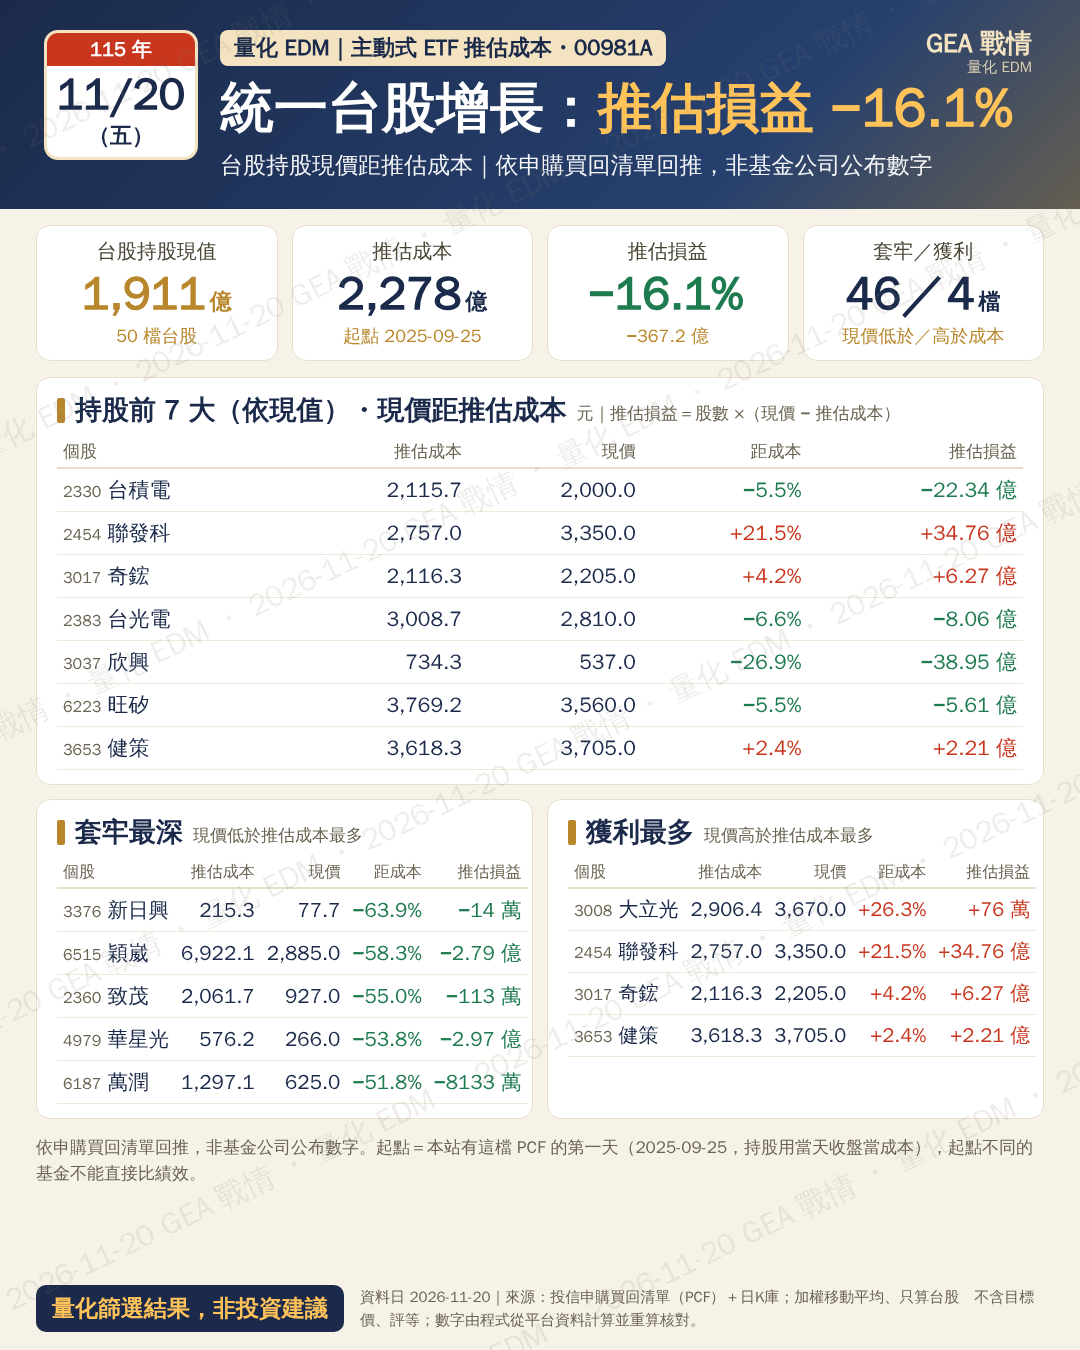 115 年
11/20
（五）
量化 EDM｜主動式 ETF 推估成本・00981A
統一台股增長：推估損益 −16.1%
台股持股現價距推估成本｜依申購買回清單回推，非基金公司公布數字
GEA 戰情
量化 EDM
台股持股現值
1,911 億
50 檔台股
推估成本
2,278 億
起點 2025-09-25
推估損益
−16.1%
−367.2 億
套牢／獲利
46／4 檔
現價低於／高於成本
持股前 7 大（依現值）・現價距推估成本 元｜推估損益＝股數 ×（現價 − 推估成本）
個股 推估成本 現價 距成本 推估損益
2330 台積電 2,115.7 2,000.0 −5.5% −22.34 億
2454 聯發科 2,757.0 3,350.0 +21.5% +34.76 億
3017 奇鋐 2,116.3 2,205.0 +4.2% +6.27 億
2383 台光電 3,008.7 2,810.0 −6.6% −8.06 億
3037 欣興 734.3 537.0 −26.9% −38.95 億
6223 旺矽 3,769.2 3,560.0 −5.5% −5.61 億
3653 健策 3,618.3 3,705.0 +2.4% +2.21 億
套牢最深 現價低於推估成本最多
個股 推估成本 現價 距成本 推估損益
3376 新日興 215.3 77.7 −63.9% −14 萬
6515 穎崴 6,922.1 2,885.0 −58.3% −2.79 億
2360 致茂 2,061.7 927.0 −55.0% −113 萬
4979 華星光 576.2 266.0 −53.8% −2.97 億
6187 萬潤 1,297.1 625.0 −51.8% −8133 萬
獲利最多 現價高於推估成本最多
個股 推估成本 現價 距成本 推估損益
3008 大立光 2,906.4 3,670.0 +26.3% +76 萬
2454 聯發科 2,757.0 3,350.0 +21.5% +34.76 億
3017 奇鋐 2,116.3 2,205.0 +4.2% +6.27 億
3653 健策 3,618.3 3,705.0 +2.4% +2.21 億
依申購買回清單回推，非基金公司公布數字。起點＝本站有這檔 PCF 的第一天（2025-09-25，持股用當天收盤當成本），起點不同的
基金不能直接比績效。
量化篩選結果，非投資建議
資料日 2026-11-20｜來源：投信申購買回清單（PCF）＋日K庫；加權移動平均、只算台股　不含目標
價、評等；數字由程式從平台資料計算並重算核對。